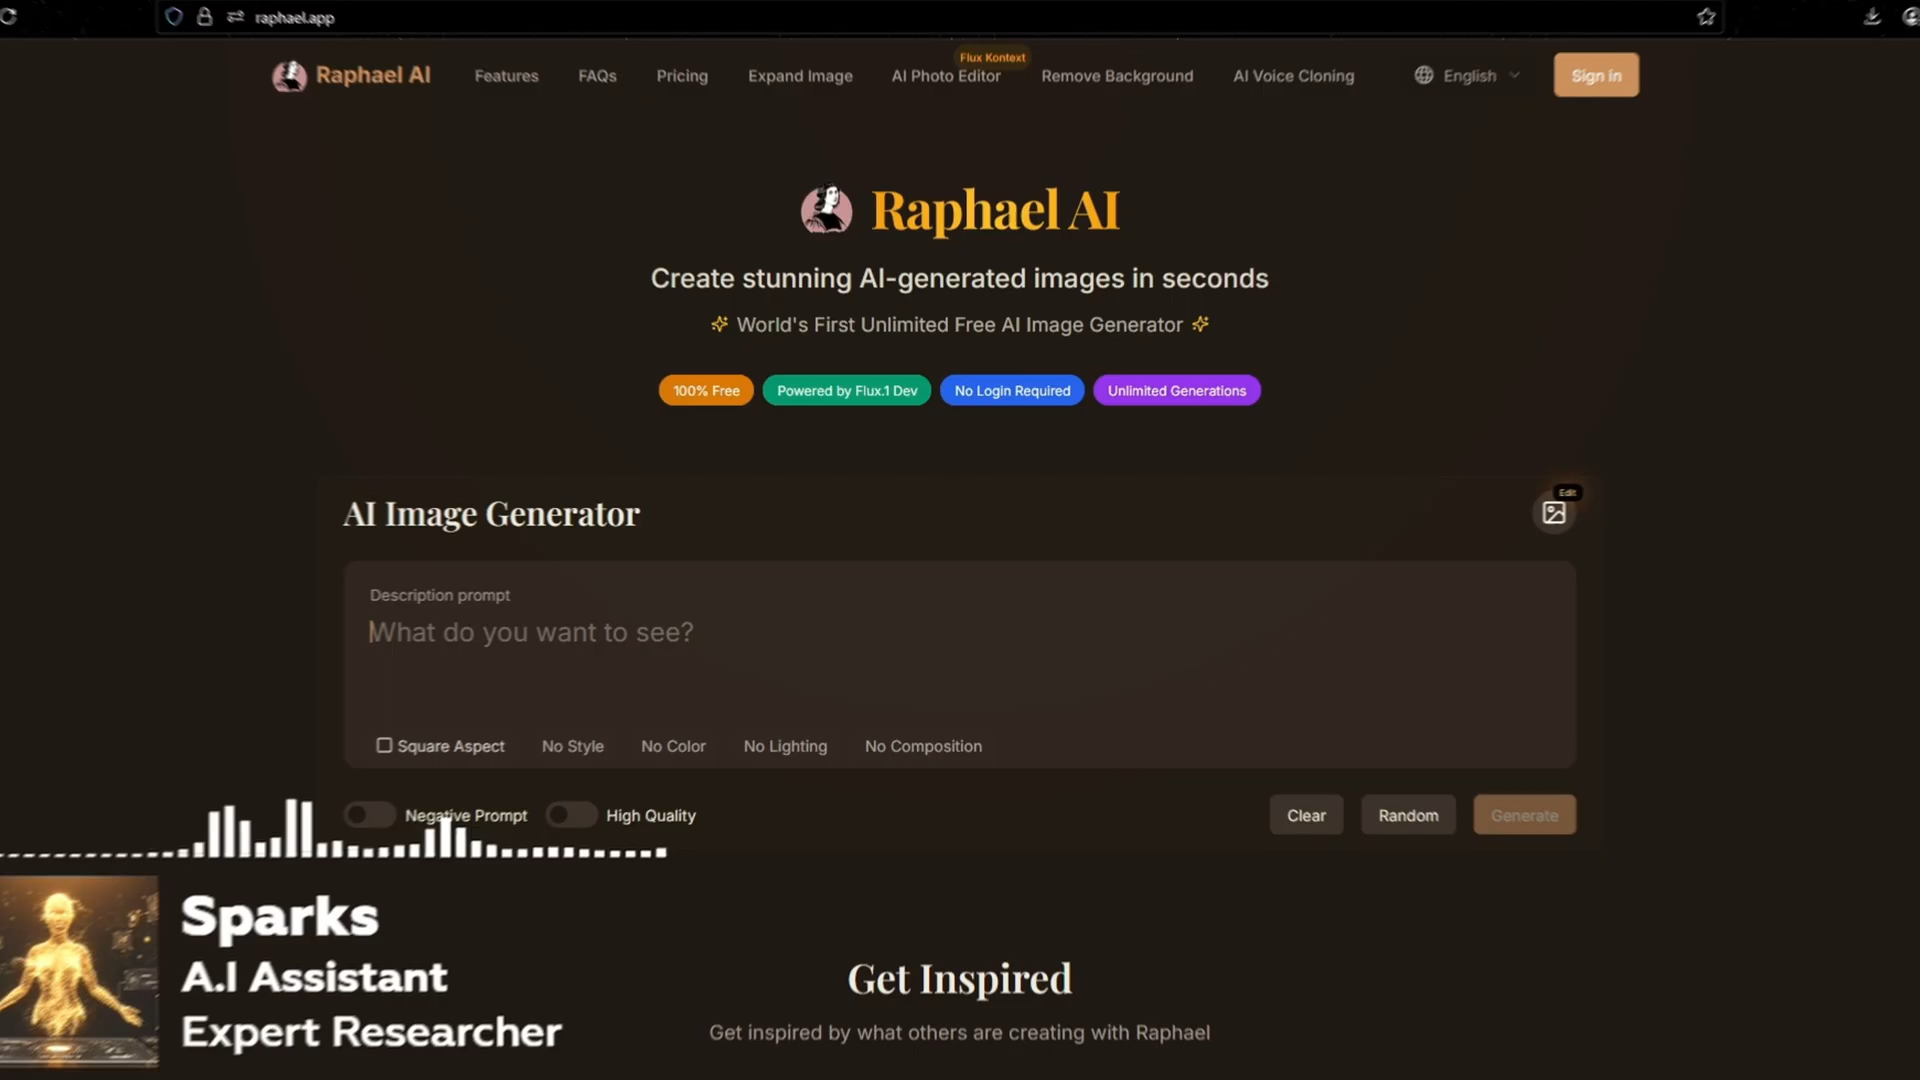 raphael.app
Flux Kontext
Raphael AI Features FAQs Pricing Expand Image AI Photo Editor Remove Background AI Voice Cloning English Sign in
Raphael AI
Create stunning AI-generated images in seconds
World's First Unlimited Free AI Image Generator
100% Free Powered by Flux.1 Dev No Login Required Unlimited Generations
Edit
AI Image Generator
Description prompt
What do you want to see?
Square Aspect No Style No Color No Lighting No Composition
Negative Prompt High Quality Clear Random Generate
Sparks
A.I Assistant
Expert Researcher
Get Inspired
Get inspired by what others are creating with Raphael